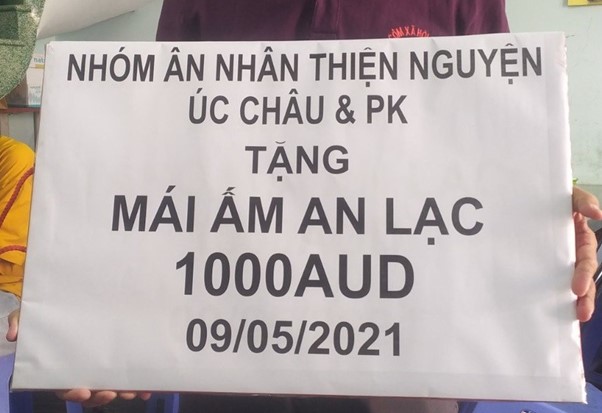 NHÓM ÂN NHÂN THIỆN NGUYỆN
ÚC CHÂU & PK
TẶNG
MÁI ẤM AN LẠC
1000AUD
09/05/2021